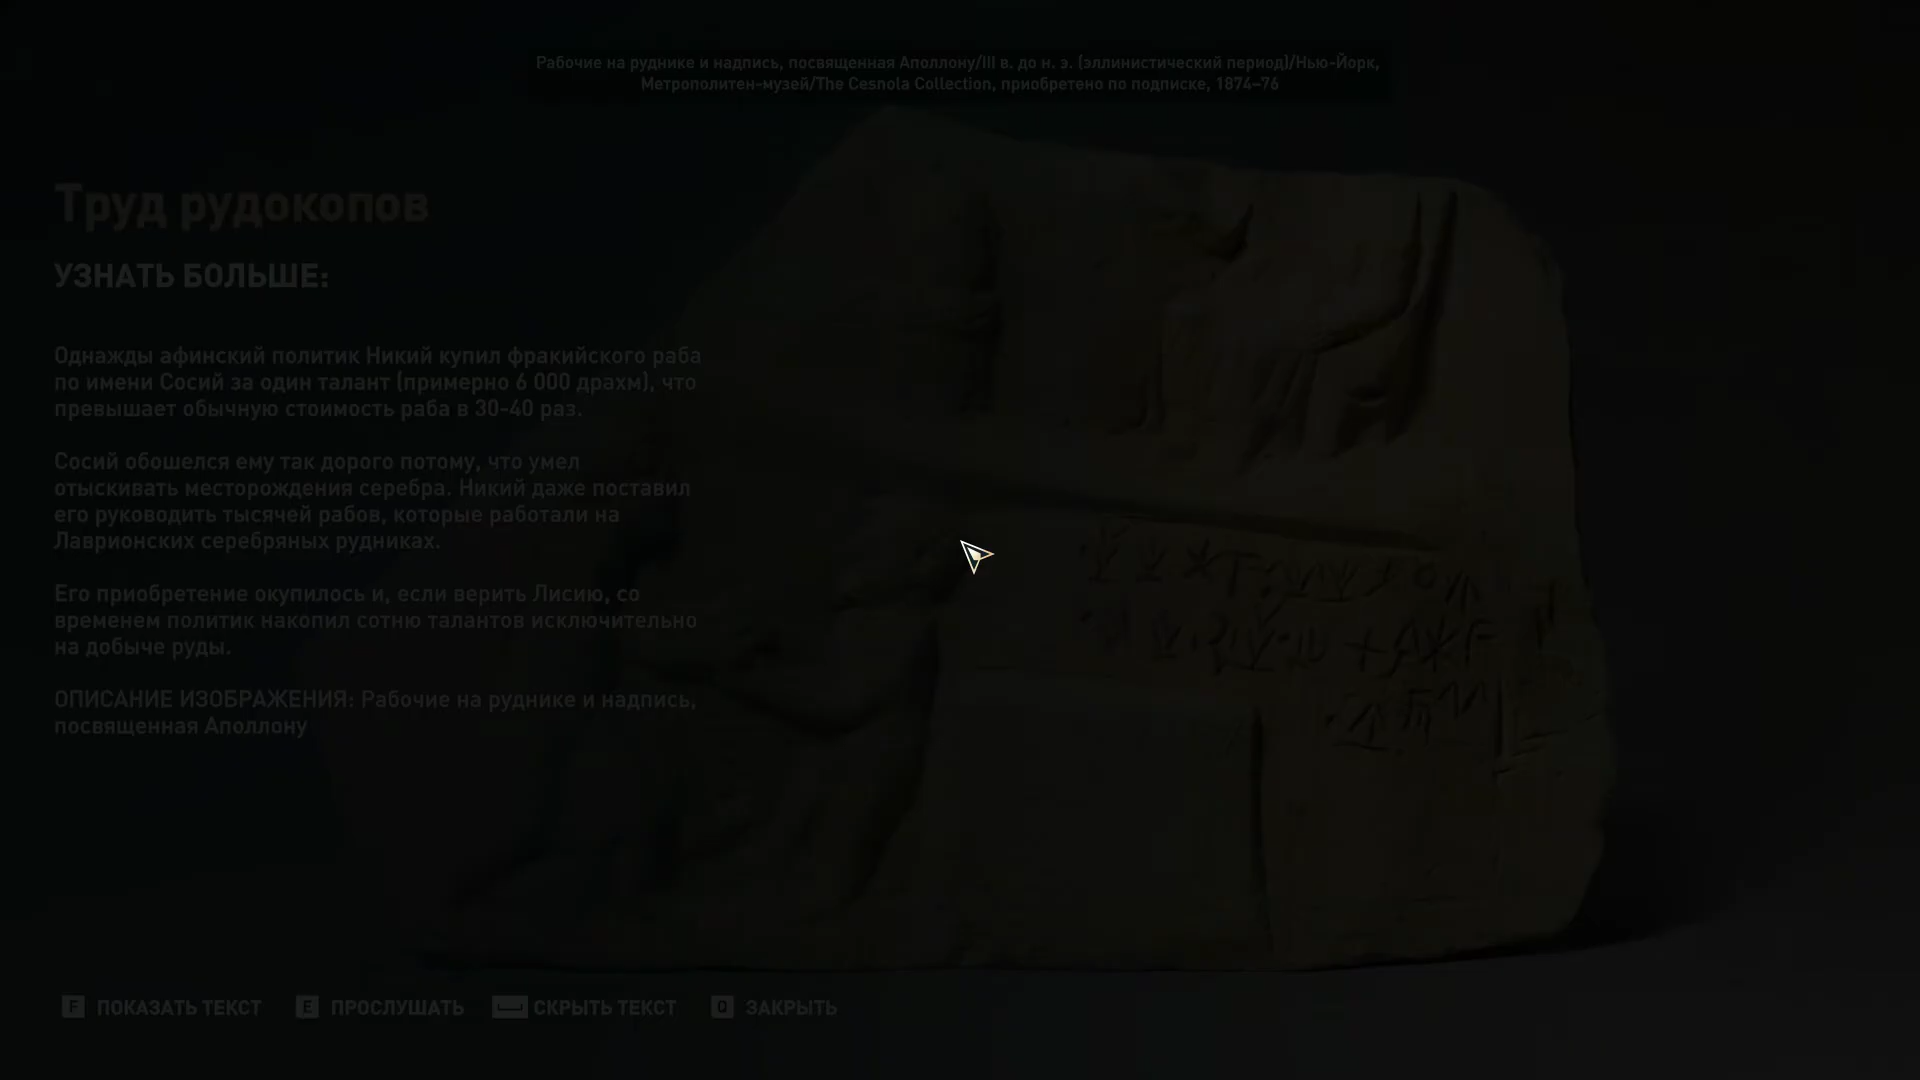 Рабочие на руднике и надпись, посвященная Аполлону/III в. до н. э. (эллинистический период)/Нью-Йорк,
Метрополитен-музей/The Cesnola Collection, приобретено по подписке, 1874–76
Труд рудокопов
УЗНАТЬ БОЛЬШЕ:
Однажды афинский политик Никий купил фракийского раба
по имени Сосий за один талант (примерно 6 000 драхм), что
превышает обычную стоимость раба в 30-40 раз.
Сосий обошелся ему так дорого потому, что умел
отыскивать месторождения серебра. Никий даже поставил
его руководить тысячей рабов, которые работали на
Лаврионских серебряных рудниках.
Его приобретение окупилось и, если верить Лисию, со
временем политик накопил сотню талантов исключительно
на добыче руды.
ОПИСАНИЕ ИЗОБРАЖЕНИЯ: Рабочие на руднике и надпись,
посвященная Аполлону
F ПОКАЗАТЬ ТЕКСТ E ПРОСЛУШАТЬ СКРЫТЬ ТЕКСТ Q ЗАКРЫТЬ